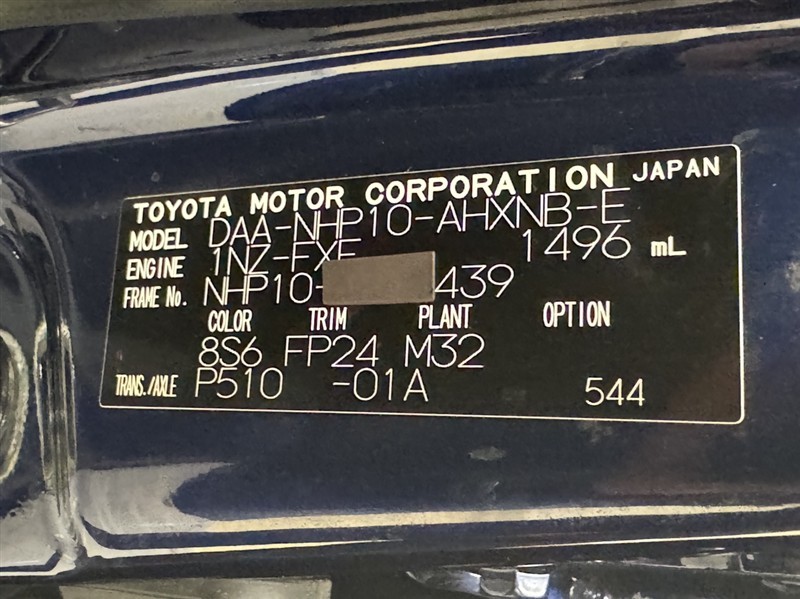 TOYOTA MOTOR CORPORATION JAPAN
MODEL DAA-NHP10-AHXNB-E
ENGINE 1NZ-FXE 1496 mL
FRAME No. NHP10- 439
COLOR TRIM PLANT OPTION
8S6 FP24 M32
TRANS./AXLE P510 -01A 544